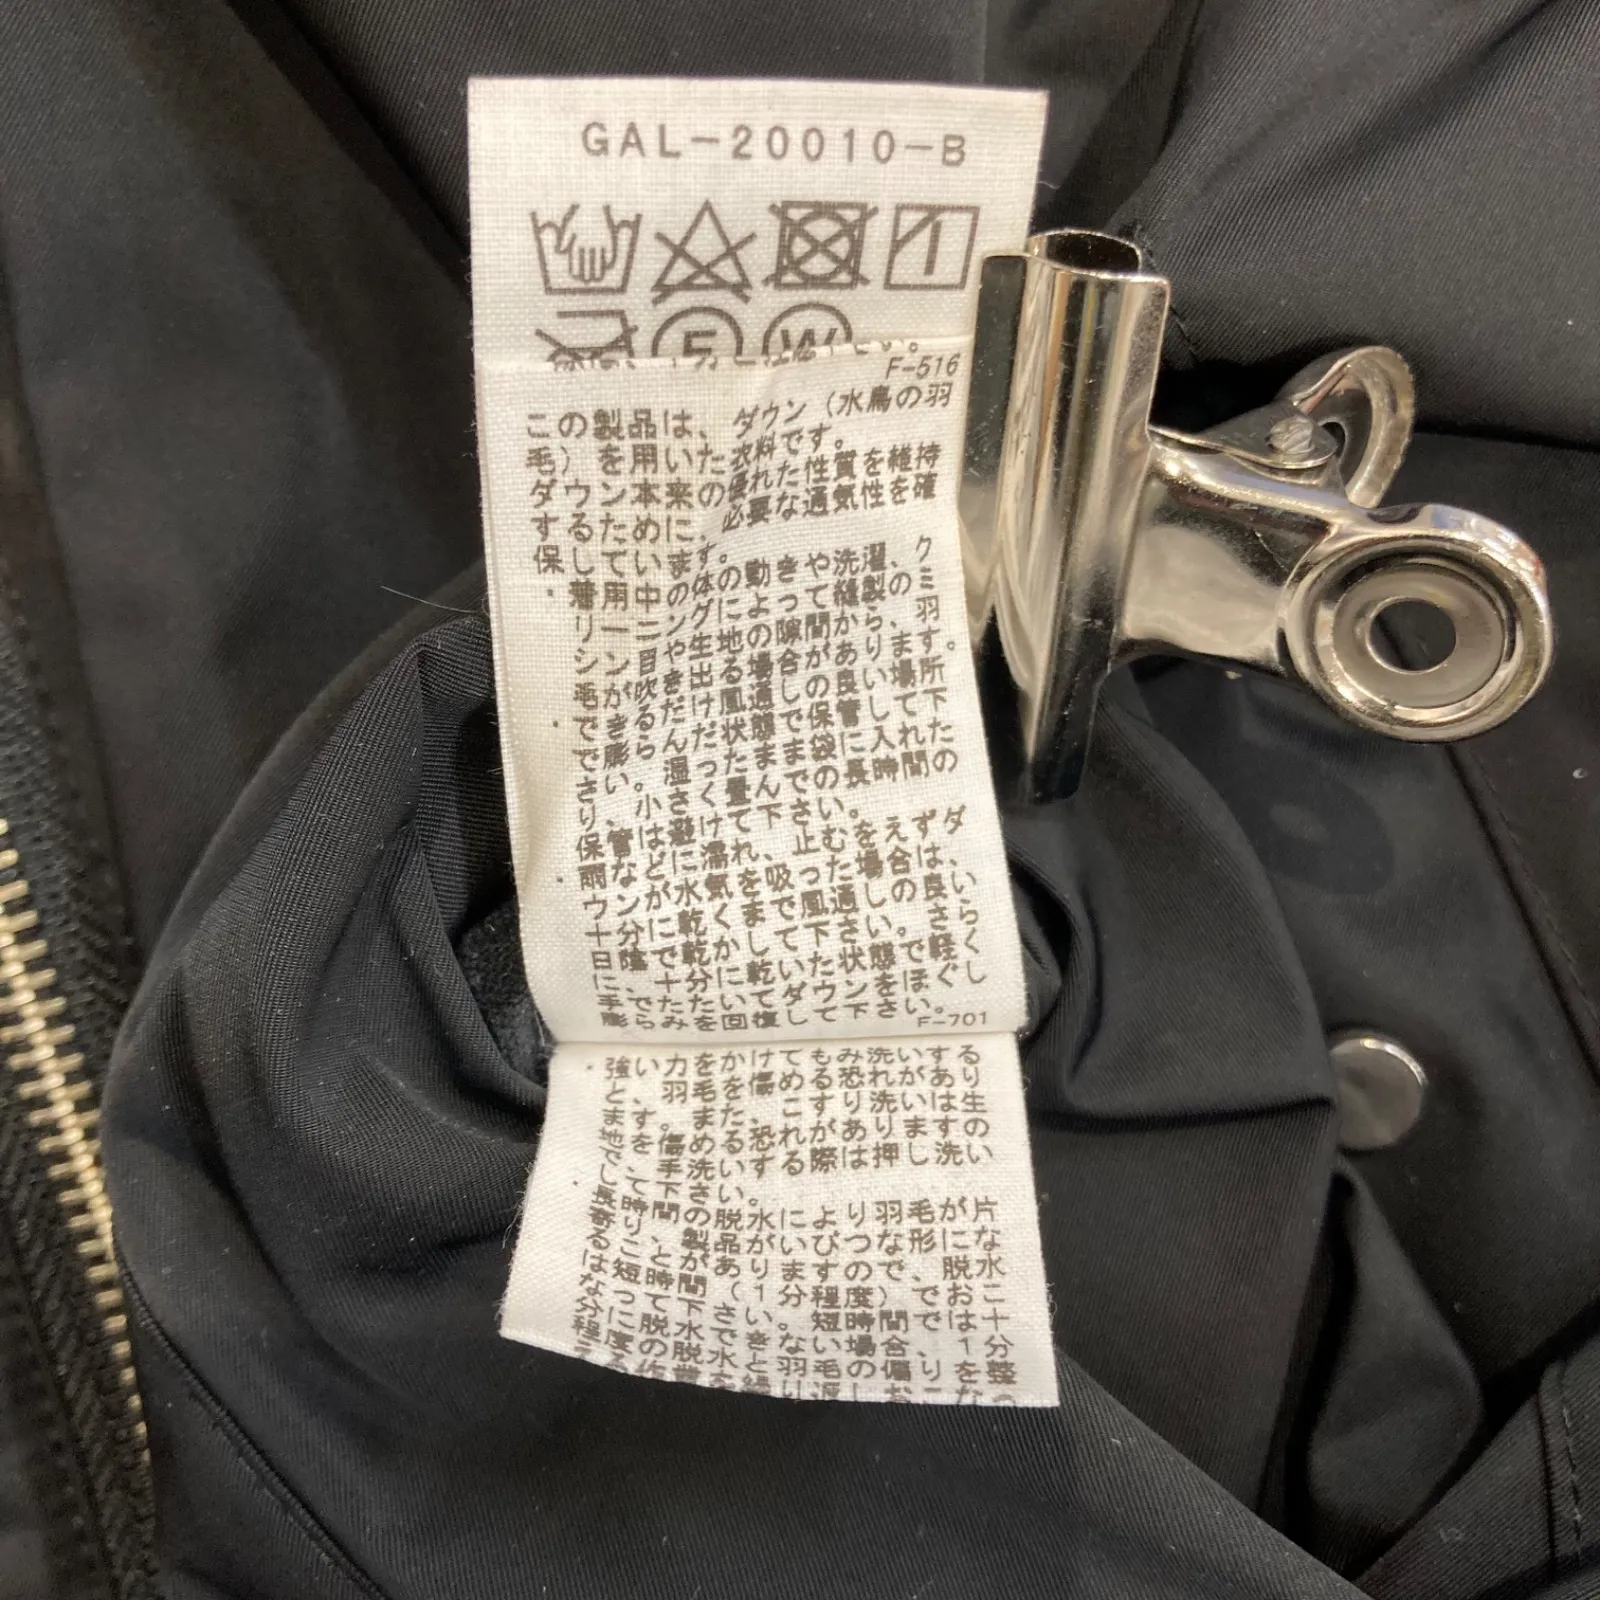 GAL-20010-B
F-516
この製品は、ダウン（水鳥の羽
毛）を用いた衣料です。
ダウン本来の優れた性質を維持
するために、必要な通気性を確
保しています。
・着用中の体の動きや洗濯、ク
リーニングによって縫製のミ
シン目や生地の隙間から、羽
毛が吹き出る場合があります。
できるだけ風通しの良い場所
で膨らんだ状態で保管して下
さい。湿った
り、小さく畳んで袋に入れた
保管は避けて下さい。
・雨などに濡れ、止むをえずダ
ウンが水気を吸った場合は、
十分に乾くまで風通しの良い
日陰で乾かして下さい。さら
に、十分に乾いた状態で軽く
手でたたいてダウンをほぐし
膨らみを回復して下さい。
F-701
・強い力をかけてもみ洗いする
と、羽毛を傷める恐れがあり
ます。また、こすり洗いは生
地を傷める恐れがありますの
で、手洗いする際は押し洗い
して下さい。
・長時間の脱水により羽毛が片
寄り、製品がいびつな形にな
ることがありますので、脱水
は短時間（1分程度）でおこ
なって下さい。短時間では十
分に脱水できない場合、1分
程度の脱水と羽毛の偏りを整
える作業を繰り返しおこなっ